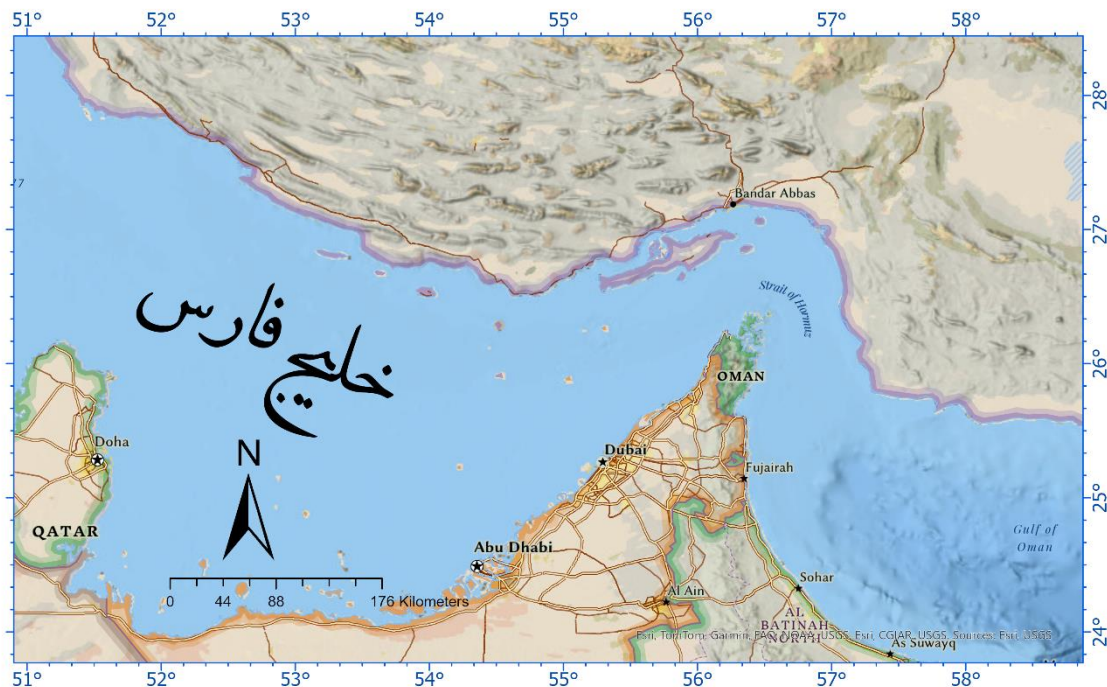 51° 52° 53° 54° 55° 56° 57° 58°
28°
27°
26°
25°
24°
17
Bandar Abbas
Strait of Hormuz
خلیج فارس
OMAN
Doha
Dubai
Fujairah
N
QATAR
Abu Dhabi
Gulf of
Oman
Sohar
0 44 88 176 Kilometers
Al Ain
AL
BATINAH
NORTH
Esri, TomTom, Garmin, FAO, NOAA, USGS, Esri, CGIAR, USGS, Sources: Esri, USGS
As Suwayq
51° 52° 53° 54° 55° 56° 57° 58°